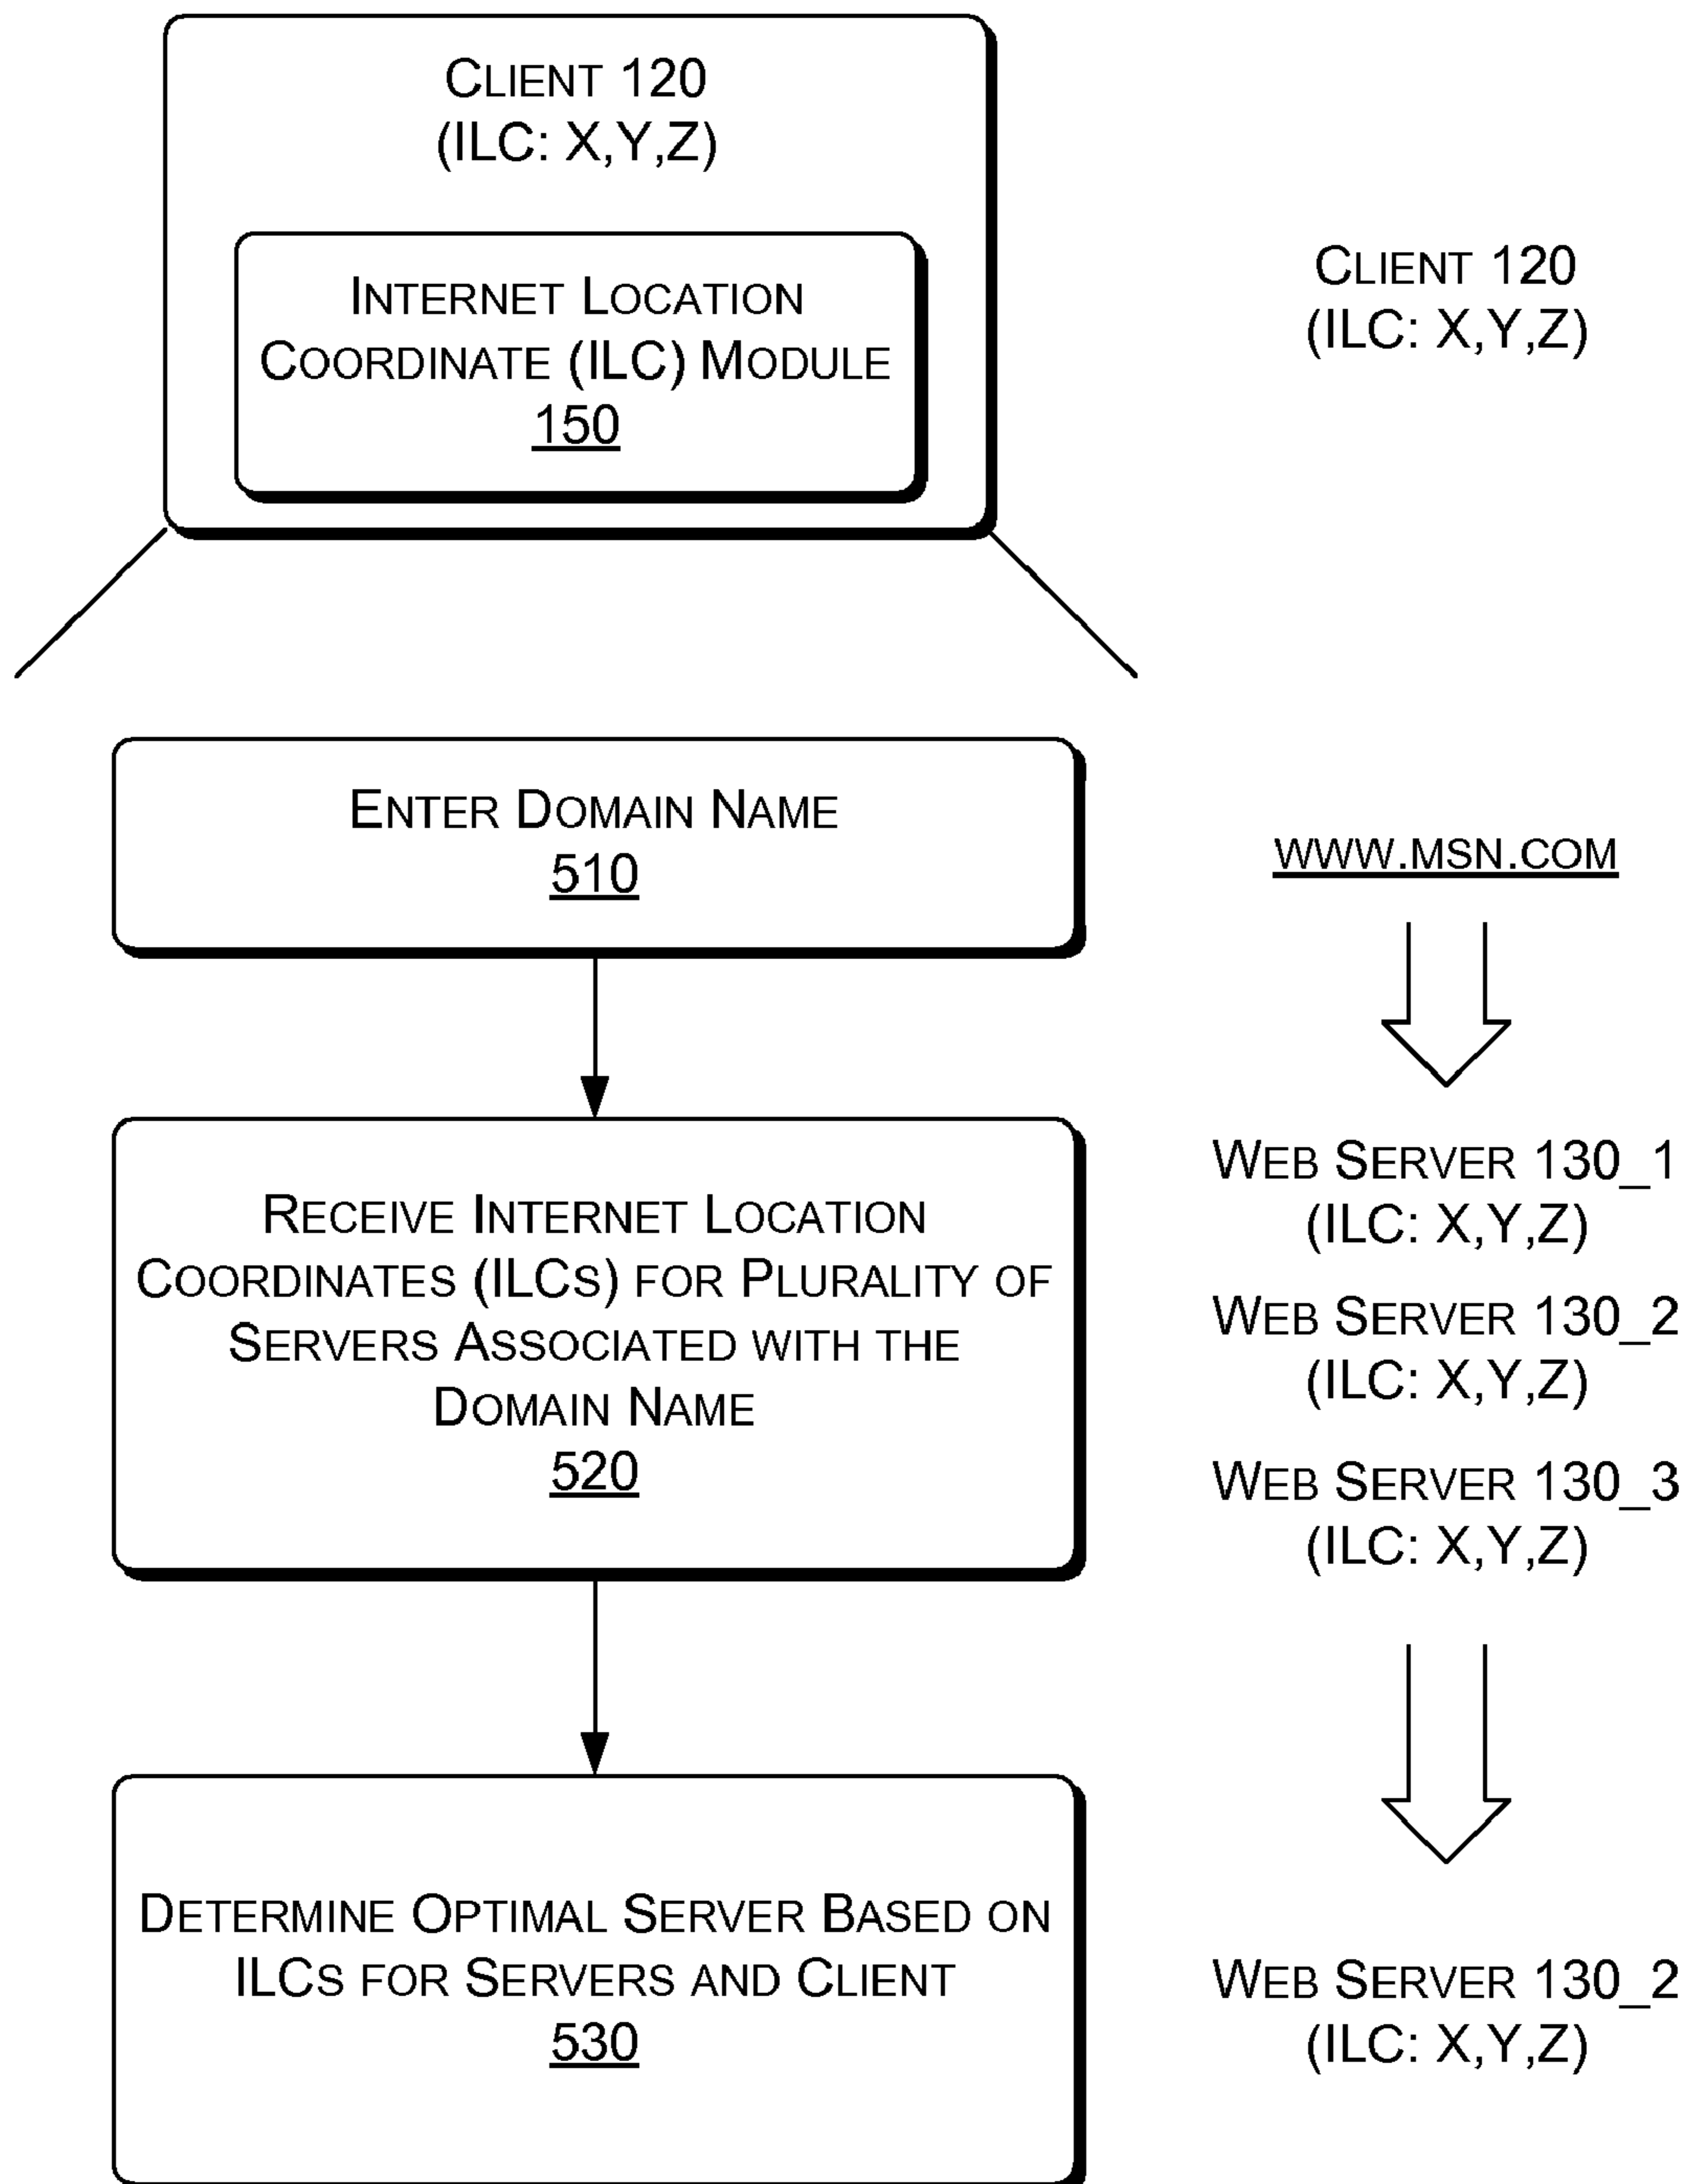 CLIENT 120
(ILC: X,Y,Z)
INTERNET LOCATION
COORDINATE (ILC) MODULE
150
CLIENT 120
(ILC: X,Y,Z)
ENTER DOMAIN NAME
510
WWW.MSN.COM
RECEIVE INTERNET LOCATION
COORDINATES (ILCS) FOR PLURALITY OF
SERVERS ASSOCIATED WITH THE
DOMAIN NAME
520
WEB SERVER 130_1
(ILC: X,Y,Z)
WEB SERVER 130_2
(ILC: X,Y,Z)
WEB SERVER 130_3
(ILC: X,Y,Z)
DETERMINE OPTIMAL SERVER BASED ON
ILCS FOR SERVERS AND CLIENT
530
WEB SERVER 130_2
(ILC: X,Y,Z)